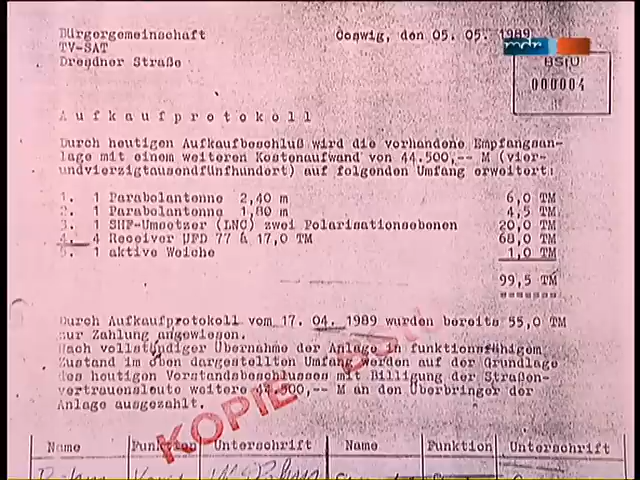 Bürgergemeinschaft Coswig, den 05. 05. 1989
TV-SAT
Dresdner Straße
mdr
BStU
000004
Aufkaufprotokoll
Durch heutigen Aufkaufbeschluß wird die vorhandene Empfangsan-
lage mit einem weiteren Kostenaufwand von 44.500,-- M (vier-
undvierzigtausendfünfhundert) auf folgenden Umfang erweitert:
1. 1 Parabolantenne 2,40 m 6,0 TM
2. 1 Parabolantenne 1,80 m 4,5 TM
3. 1 SHF-Umsetzer (LNC) zwei Polarisationsebenen 20,0 TM
4. 4 Receiver UFD 77 à 17,0 TM 68,0 TM
5. 1 aktive Weiche 1,0 TM
99,5 TM
=======
Durch Aufkaufprotokoll vom 17. 04. 1989 wurden bereits 55,0 TM
zur Zahlung angewiesen.
Nach vollständiger Übernahme der Anlage in funktionsfähigem
Zustand im oben dargestellten Umfang werden auf der Grundlage
des heutigen Vorstandsbeschlusses mit Billigung der Straßen-
vertrauensleute weitere 44.500,-- M an den Überbringer der
Anlage ausgezahlt.
KOPIE BStU
Name Funktion Unterschrift Name Funktion Unterschrift